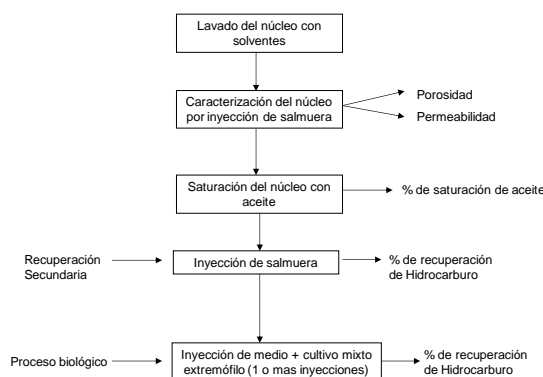 Lavado del núcleo con
solventes
Caracterización del núcleo
por inyección de salmuera
Porosidad
Permeabilidad
Saturación del núcleo con
aceite
% de saturación de aceite
Recuperación
Secundaria
Inyección de salmuera
% de recuperación
de Hidrocarburo
Proceso biológico
Inyección de medio + cultivo mixto
extremófilo (1 o mas inyecciones)
% de recuperación
de Hidrocarburo